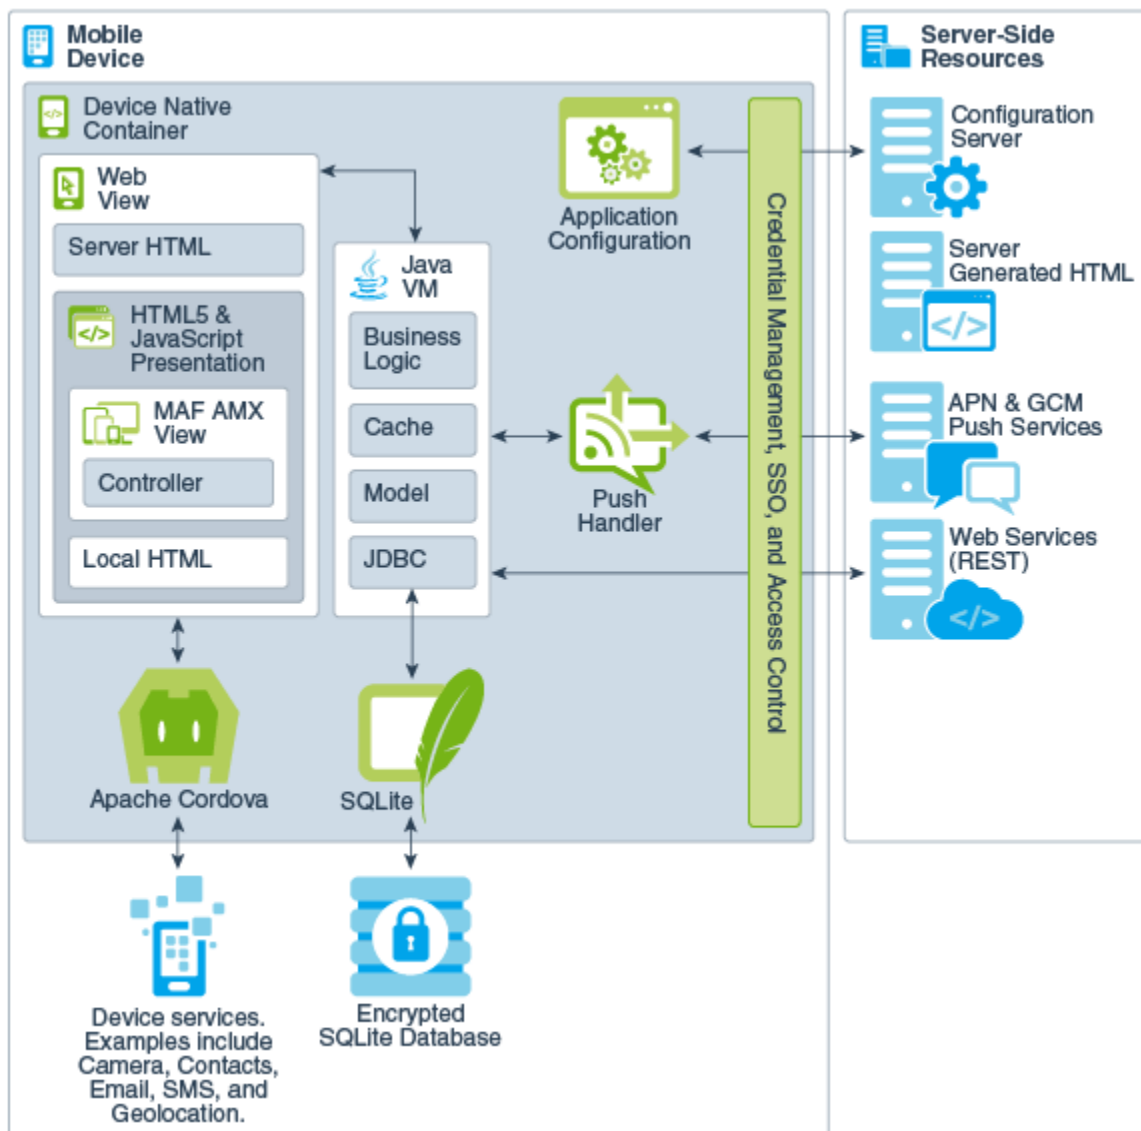 Mobile
Device
Device Native
Container
Web
View
Server HTML
HTML5 &
JavaScript
Presentation
MAF AMX
View
Controller
Local HTML
Java
VM
Business
Logic
Cache
Model
JDBC
Application
Configuration
Push
Handler
Credential Management, SSO, and Access Control
Apache Cordova
SQLite
Device services.
Examples include
Camera, Contacts,
Email, SMS, and
Geolocation.
Encrypted
SQLite Database
Server-Side
Resources
Configuration
Server
Server
Generated HTML
APN & GCM
Push Services
Web Services
(REST)